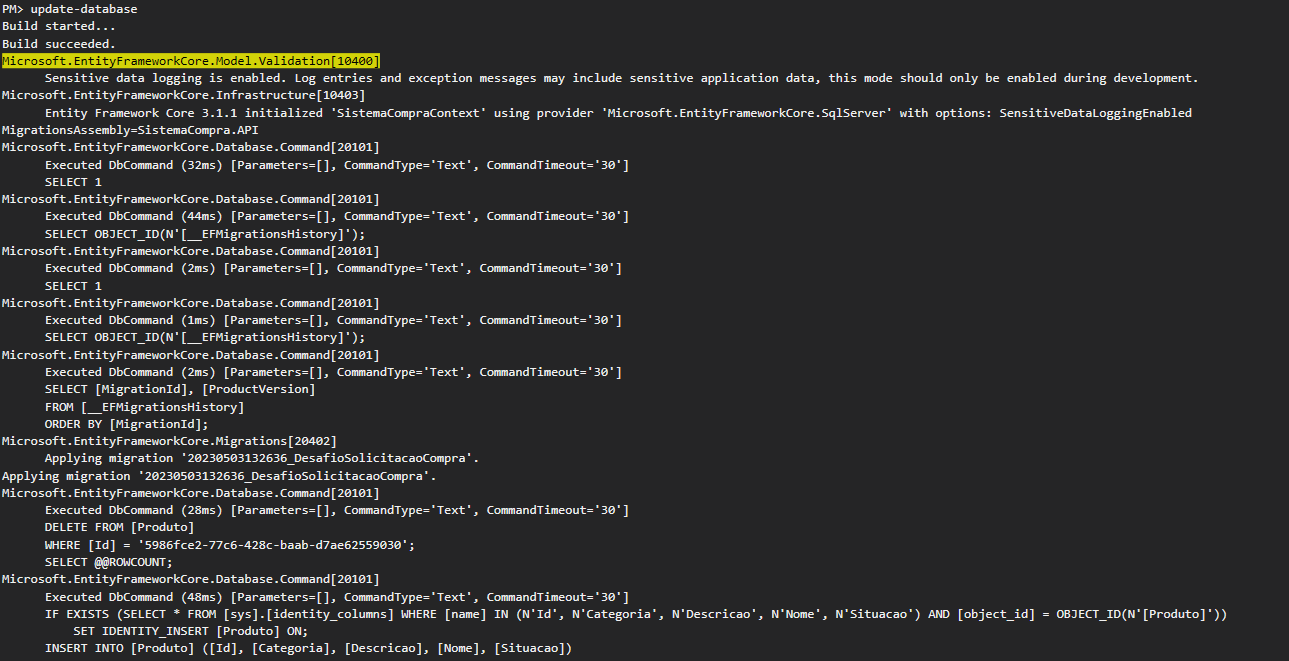 PM> update-database
Build started...
Build succeeded.
Microsoft.EntityFrameworkCore.Model.Validation[10400]
      Sensitive data logging is enabled. Log entries and exception messages may include sensitive application data, this mode should only be enabled during development.
Microsoft.EntityFrameworkCore.Infrastructure[10403]
      Entity Framework Core 3.1.1 initialized 'SistemaCompraContext' using provider 'Microsoft.EntityFrameworkCore.SqlServer' with options: SensitiveDataLoggingEnabled
MigrationsAssembly=SistemaCompra.API
Microsoft.EntityFrameworkCore.Database.Command[20101]
      Executed DbCommand (32ms) [Parameters=[], CommandType='Text', CommandTimeout='30']
      SELECT 1
Microsoft.EntityFrameworkCore.Database.Command[20101]
      Executed DbCommand (44ms) [Parameters=[], CommandType='Text', CommandTimeout='30']
      SELECT OBJECT_ID(N'[__EFMigrationsHistory]');
Microsoft.EntityFrameworkCore.Database.Command[20101]
      Executed DbCommand (2ms) [Parameters=[], CommandType='Text', CommandTimeout='30']
      SELECT 1
Microsoft.EntityFrameworkCore.Database.Command[20101]
      Executed DbCommand (1ms) [Parameters=[], CommandType='Text', CommandTimeout='30']
      SELECT OBJECT_ID(N'[__EFMigrationsHistory]');
Microsoft.EntityFrameworkCore.Database.Command[20101]
      Executed DbCommand (2ms) [Parameters=[], CommandType='Text', CommandTimeout='30']
      SELECT [MigrationId], [ProductVersion]
      FROM [__EFMigrationsHistory]
      ORDER BY [MigrationId];
Microsoft.EntityFrameworkCore.Migrations[20402]
      Applying migration '20230503132636_DesafioSolicitacaoCompra'.
Applying migration '20230503132636_DesafioSolicitacaoCompra'.
Microsoft.EntityFrameworkCore.Database.Command[20101]
      Executed DbCommand (28ms) [Parameters=[], CommandType='Text', CommandTimeout='30']
      DELETE FROM [Produto]
      WHERE [Id] = '5986fce2-77c6-428c-baab-d7ae62559030';
      SELECT @@ROWCOUNT;
Microsoft.EntityFrameworkCore.Database.Command[20101]
      Executed DbCommand (48ms) [Parameters=[], CommandType='Text', CommandTimeout='30']
      IF EXISTS (SELECT * FROM [sys].[identity_columns] WHERE [name] IN (N'Id', N'Categoria', N'Descricao', N'Nome', N'Situacao') AND [object_id] = OBJECT_ID(N'[Produto]'))
          SET IDENTITY_INSERT [Produto] ON;
      INSERT INTO [Produto] ([Id], [Categoria], [Descricao], [Nome], [Situacao])